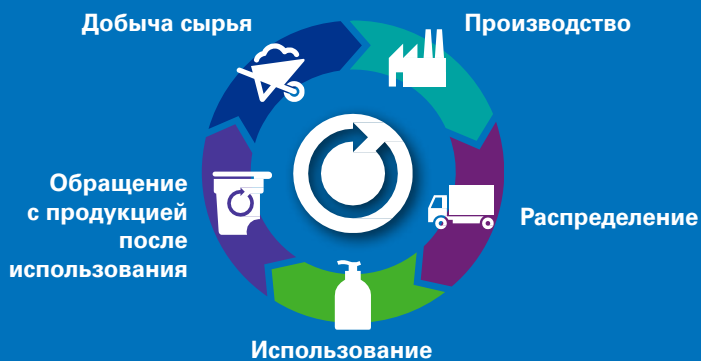 Добыча сырья
Производство
Распределение
Использование
Обращение
с продукцией
после
использования